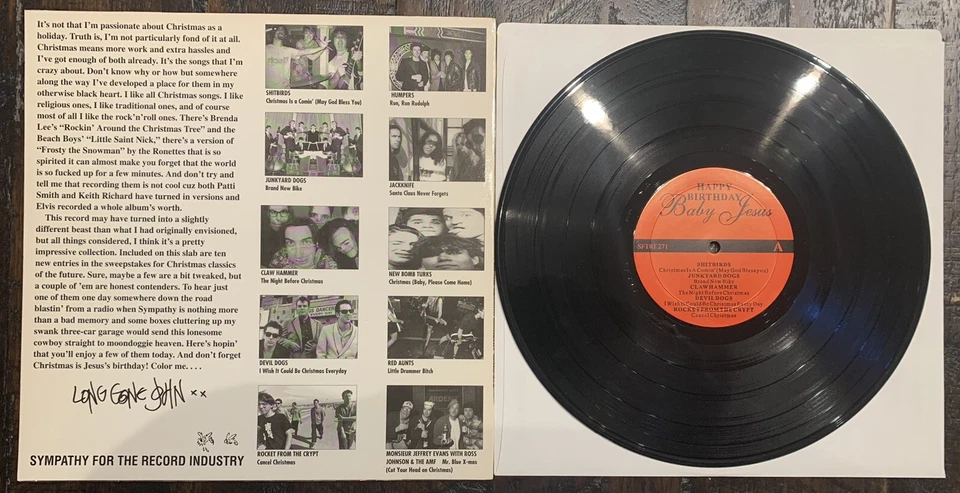 It's not that I'm passionate about Christmas as a
holiday. Truth is, I'm not particularly fond of it at all.
Christmas means more work and extra hassles and
I've got enough of both already. It's the songs that I'm
crazy about. Don't know why or how but somewhere
along the way I've developed a place for them in my
otherwise black heart. I like all Christmas songs. I like
religious ones, I like traditional ones, and of course
most of all I like the rock'n'roll ones. There's Brenda
Lee's “Rockin' Around the Christmas Tree” and the
Beach Boys' “Little Saint Nick,” there's a version of
“Frosty the Snowman” by the Ronettes that is so
spirited it can almost make you forget that the world
is so fucked up for a few minutes. And don't try and
tell me that recording them is not cool cuz both Patti
Smith and Keith Richard have turned in versions and
Elvis recorded a whole album's worth.
This record may have turned into a slightly
different beast than what I had originally envisioned,
but all things considered, I think it's a pretty
impressive collection. Included on this slab are ten
new entries in the sweepstakes for Christmas classics
of the future. Sure, maybe a few are a bit tweaked, but
a couple of 'em are honest contenders. To hear just
one of them one day somewhere down the road
blastin' from a radio when Sympathy is nothing more
than a bad memory and some boxes cluttering up my
swank three-car garage would send this lonesome
cowboy straight to moondoggie heaven. Here's hopin'
that you'll enjoy a few of them today. And don't forget
Christmas is Jesus's birthday! Color me. . . .
LONG GONE JOHN xx
SYMPATHY FOR THE RECORD INDUSTRY
SHITBIRDS
Christmas Is a Comin' (May God Bless You)
JUNKYARD DOGS
Brand New Bike
CLAW HAMMER
The Night Before Christmas
DEVIL DOGS
I Wish It Could Be Christmas Everyday
ROCKET FROM THE CRYPT
Cancel Christmas
HUMPERS
Run, Run Rudolph
JACKKNIFE
Santa Claus Never Forgets
NEW BOMB TURKS
Christmas (Baby, Please Come Home)
RED AUNTS
Little Drummer Bitch
MONSIEUR JEFFREY EVANS WITH ROSS
JOHNSON & THE AMF Mr. Blue X-mas
(Cut Your Head on Christmas)
HAPPY
BIRTHDAY
Baby Jesus
SFTRI 271
A
SHITBIRDS
Christmas Is A Comin' (May God Bless you)
JUNKYARD DOGS
Brand New Bike
CLAW HAMMER
The Night Before Christmas
DEVIL DOGS
I Wish It Could Be Christmas Every Day
ROCKET FROM THE CRYPT
Cancel Christmas